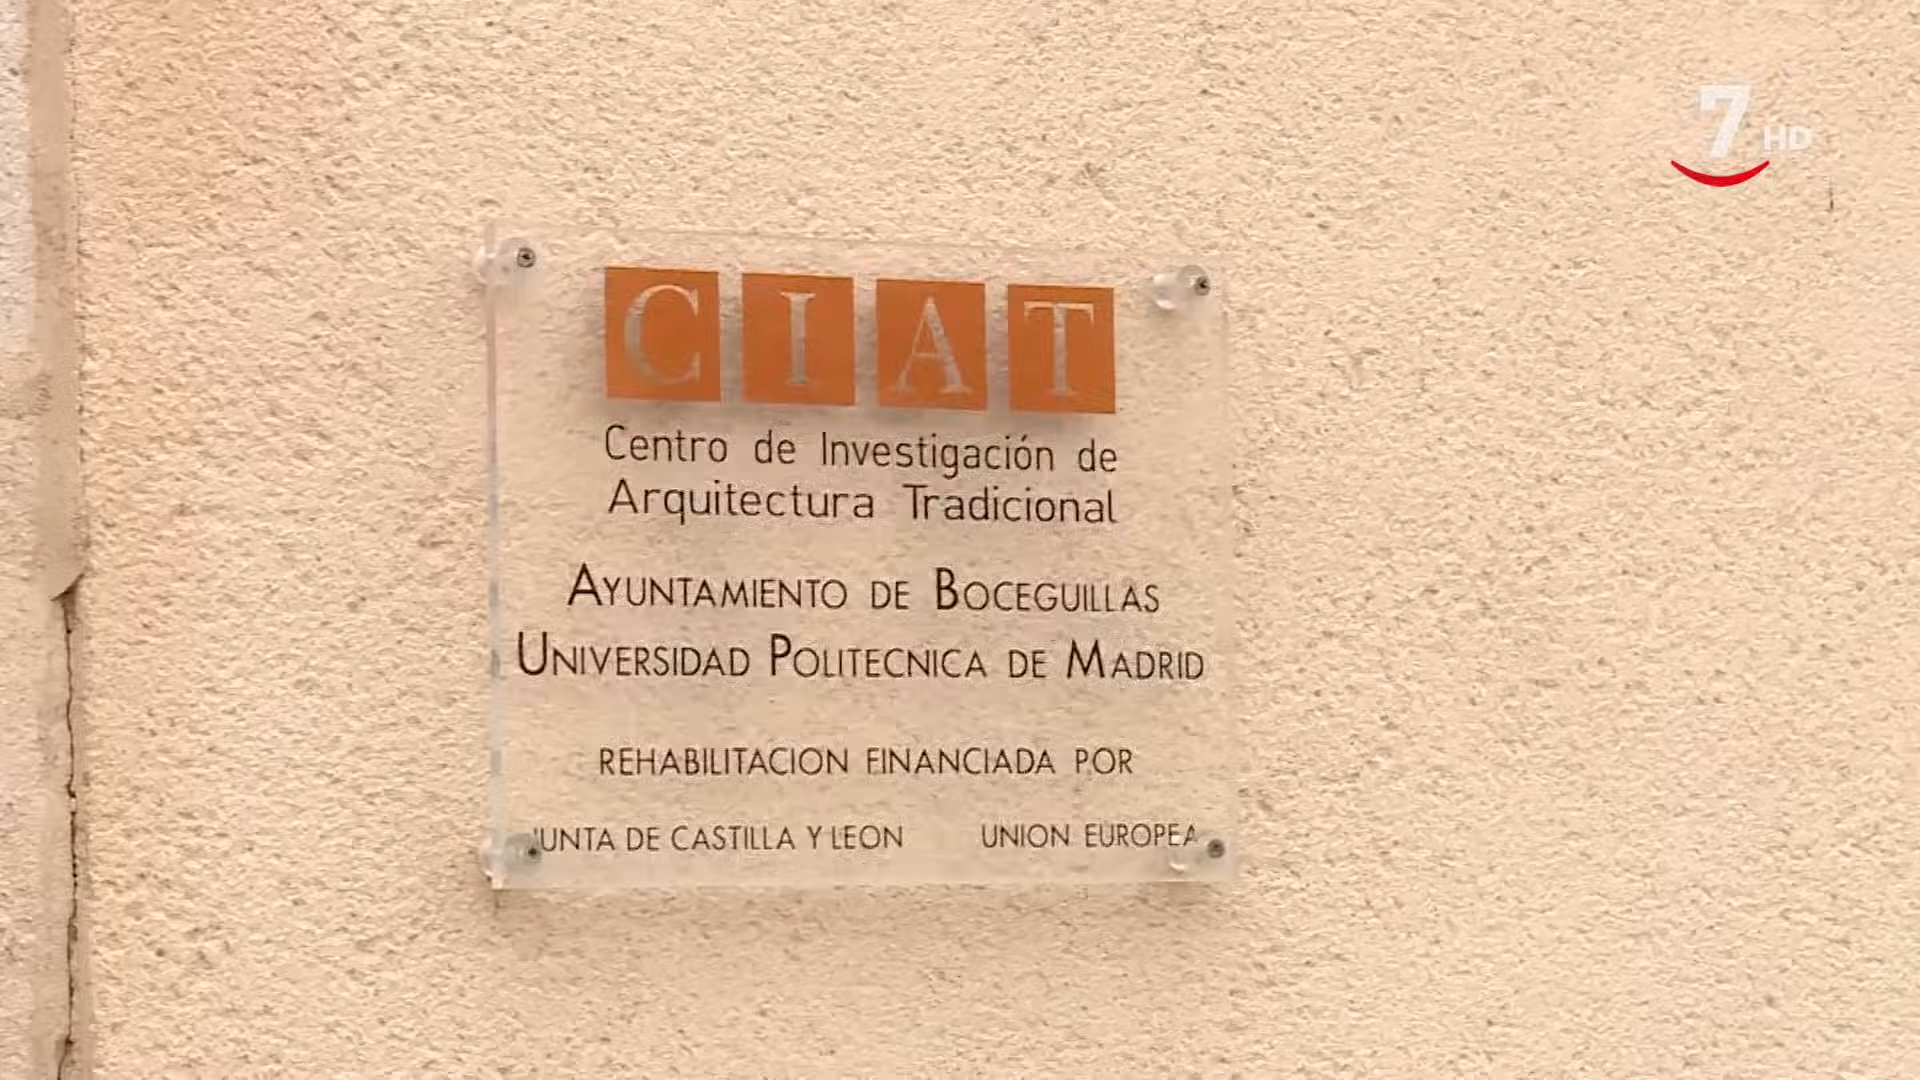 7 HD
CIAT
Centro de Investigación de
Arquitectura Tradicional
AYUNTAMIENTO DE BOCEGUILLAS
UNIVERSIDAD POLITECNICA DE MADRID
REHABILITACION FINANCIADA POR
JUNTA DE CASTILLA Y LEON UNION EUROPEA